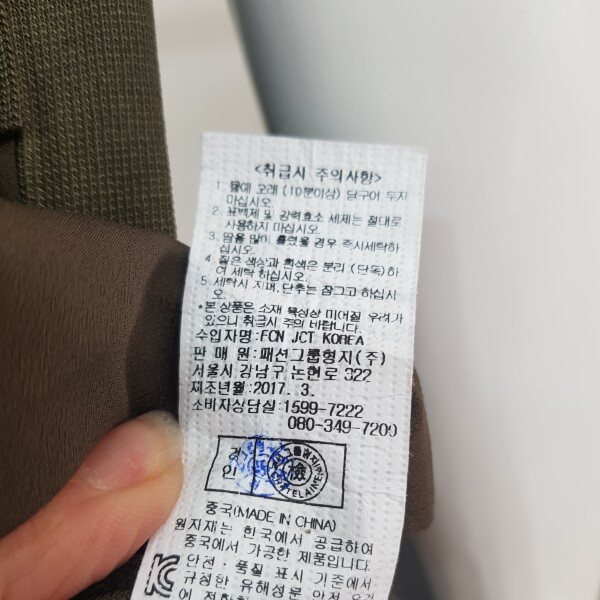 <취급시 주의사항>
1. 물에 오래 (10분이상) 담구어 두지
마십시오.
2. 표백제 및 강력효소 세제는 절대로
사용하지 마십시오.
3. 땀을 많이 흘렸을 경우 즉시세탁하
십시오.
4. 짙은 색상과 흰색은 분리 (단독)하
여 세탁 하십시오.
5. 세탁시 지퍼, 단추는 잠그고 하십시
오.
*본 상품은 소재 특성상 미어질 우려가
있으니 취급시 주의 바랍니다.
수입자명:FCN JCT KOREA
판 매 원:패션그룹형지(주)
서울시 강남구 논현로 322
제조년월:2017. 3.
소비자상담실:1599-7222
080-349-7209
검
인
檢
CHATELAINE
중국(MADE IN CHINA)
원지재는 한국에서 공급하여
중국에서 가공한 제품입니다.
안전·품질 표시 기준에서
규정한 유해성분 안전 요건
에 적합한